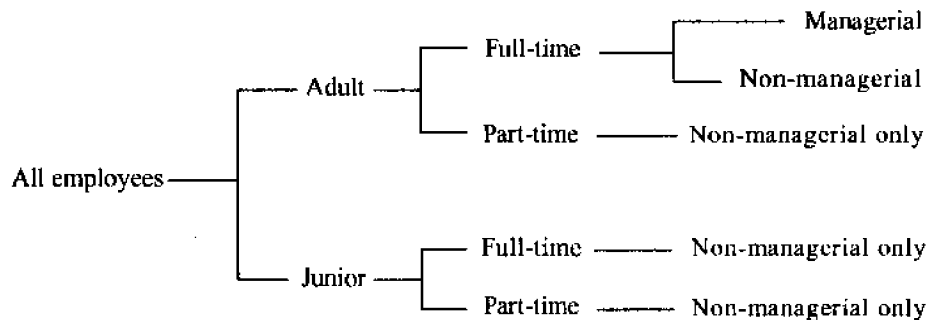 Managerial
Full-time
Non-managerial
Adult
Part-time
Non-managerial only
All employees
Full-time
Non-managerial only
Junior
Part-time
Non-managerial only